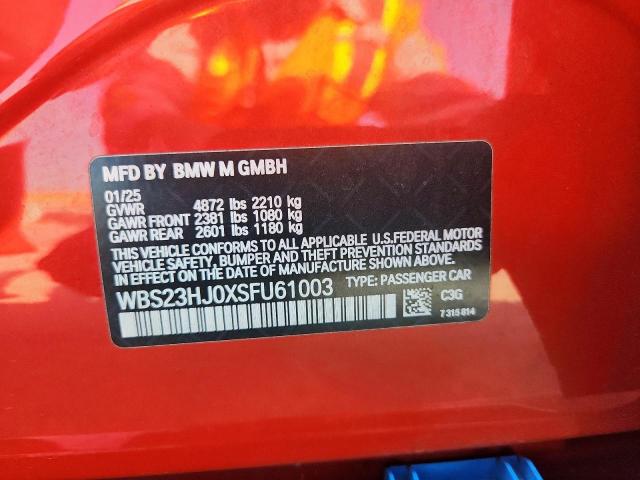 MFD BY BMW M GMBH
01/25
GVWR 4872 lbs 2210 kg
GAWR FRONT 2381 lbs 1080 kg
GAWR REAR 2601 lbs 1180 kg
THIS VEHICLE CONFORMS TO ALL APPLICABLE U.S.FEDERAL MOTOR
VEHICLE SAFETY, BUMPER, AND THEFT PREVENTION STANDARDS
IN EFFECT ON THE DATE OF MANUFACTURE SHOWN ABOVE.
WBS23HJ0XSFU61003 TYPE: PASSENGER CAR
C3G
7 315 814